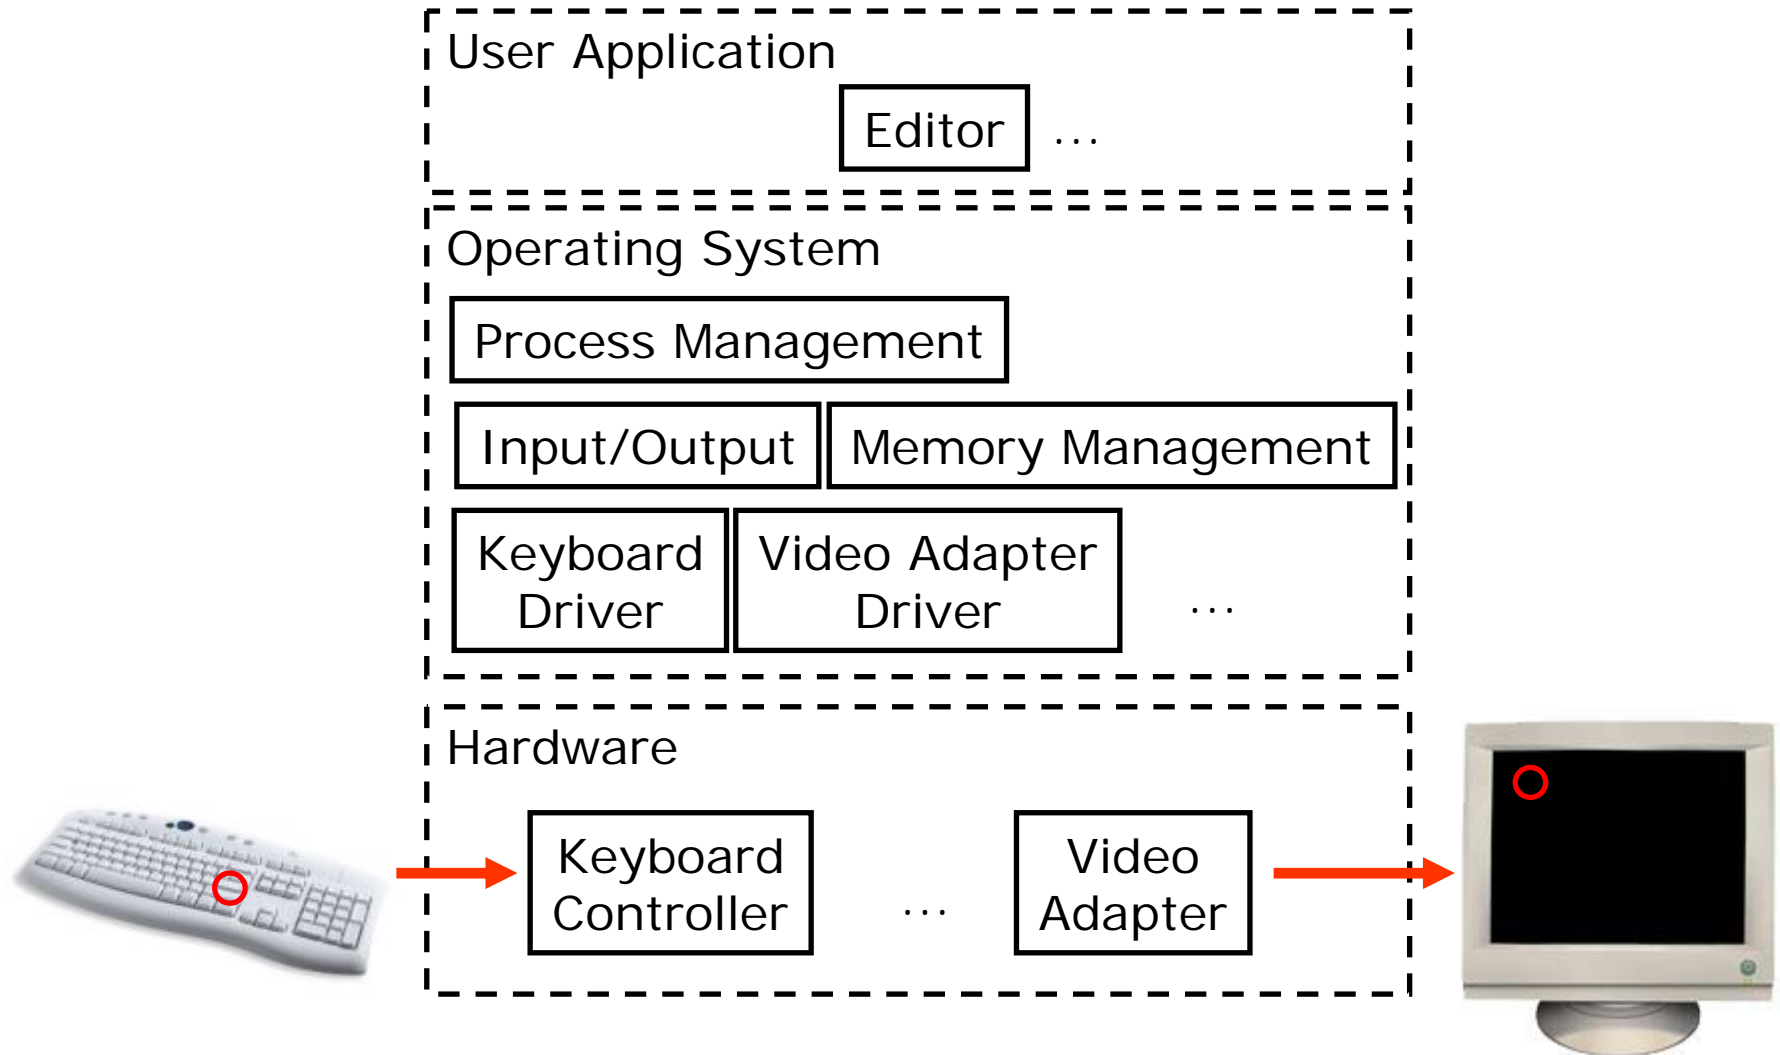 User Application
Editor ...
Operating System
Process Management
Input/Output Memory Management
Keyboard Video Adapter
Driver Driver ...
Hardware
Keyboard Video
Controller ... Adapter